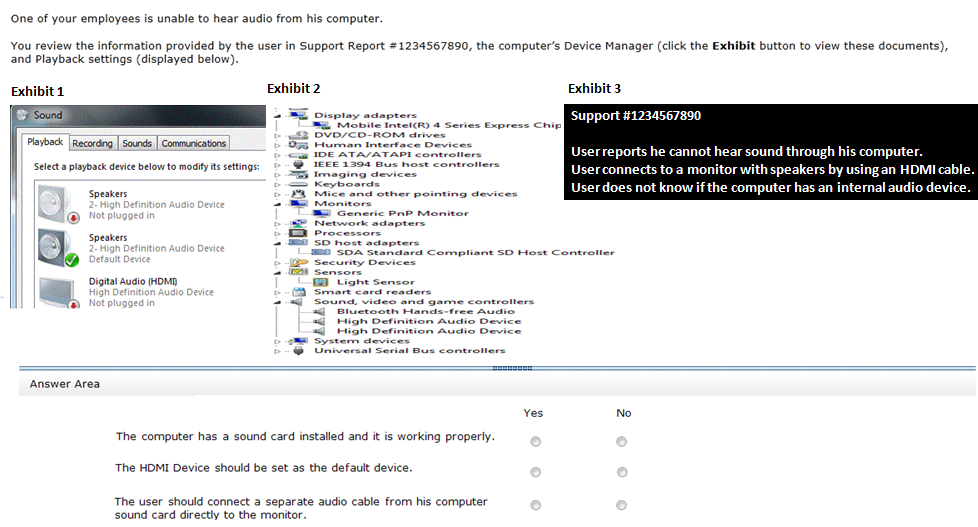 One of your employees is unable to hear audio from his computer.
You review the information provided by the user in Support Report #1234567890, the computer's Device Manager (click the Exhibit button to view these documents),
and Playback settings (displayed below).
Exhibit 1
Exhibit 2
Exhibit 3
Sound
Playback Recording Sounds Communications
Select a playback device below to modify its settings:
Speakers
2- High Definition Audio Device
Not plugged in
Speakers
2- High Definition Audio Device
Default Device
Digital Audio (HDMI)
High Definition Audio Device
Not plugged in
Display adapters
Mobile Intel(R) 4 Series Express Chip
DVD/CD-ROM drives
Human Interface Devices
IDE ATA/ATAPI controllers
IEEE 1394 Bus host controllers
Imaging devices
Keyboards
Mice and other pointing devices
Monitors
Generic PnP Monitor
Network adapters
Processors
SD host adapters
SDA Standard Compliant SD Host Controller
Security Devices
Sensors
Light Sensor
Smart card readers
Sound, video and game controllers
Bluetooth Hands-free Audio
High Definition Audio Device
High Definition Audio Device
System devices
Universal Serial Bus controllers
Support #1234567890
User reports he cannot hear sound through his computer.
User connects to a monitor with speakers by using an HDMI cable.
User does not know if the computer has an internal audio device.
Answer Area
Yes No
The computer has a sound card installed and it is working properly.
The HDMI Device should be set as the default device.
The user should connect a separate audio cable from his computer
sound card directly to the monitor.